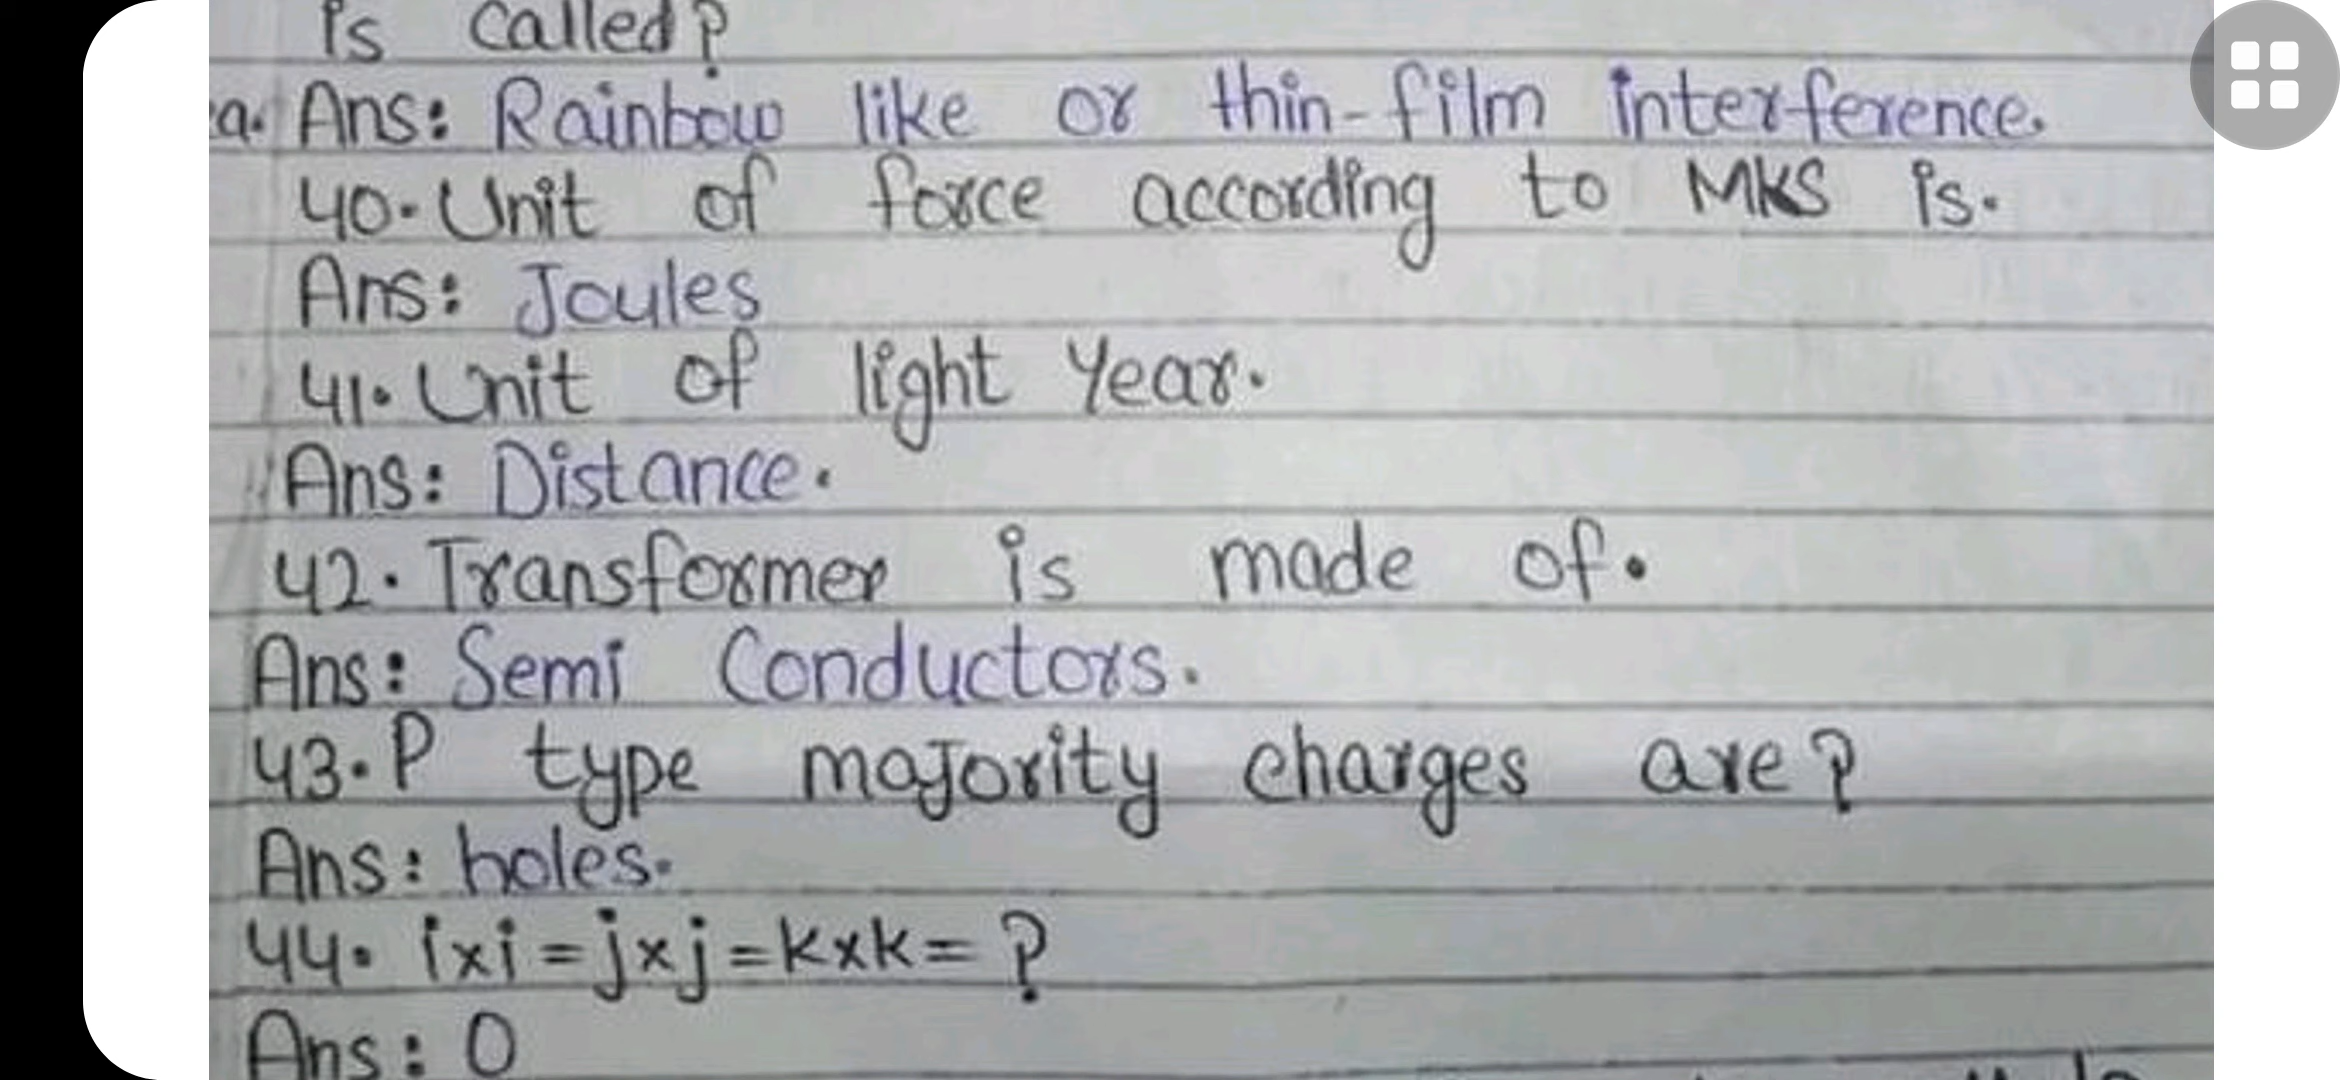 is called?
a. Ans: Rainbow like or thin-film interference.
40. Unit of force according to MKS is.
Ans: Joules
41. Unit of light year.
Ans: Distance.
42. Transformer is made of.
Ans: Semi Conductors.
43. P type majority charges are?
Ans: holes.
44. i×i=j×j=k×k= ?
Ans: 0